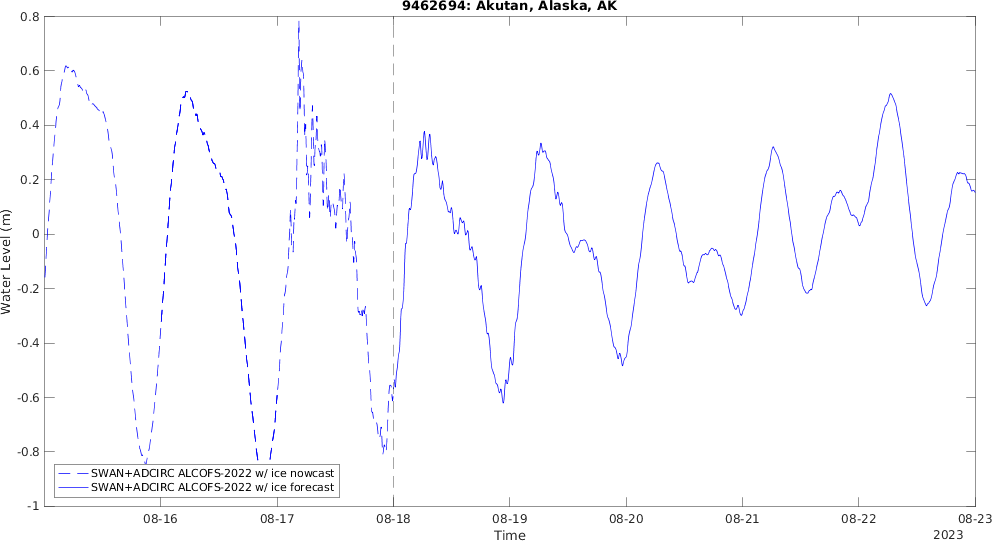 9462694: Akutan, Alaska, AK
0.8
0.6
0.4
0.2
0
-0.2
-0.4
-0.6
-0.8
-1
Water Level (m)
SWAN+ADCIRC ALCOFS-2022 w/ ice nowcast
SWAN+ADCIRC ALCOFS-2022 w/ ice forecast
08-16 08-17 08-18 08-19 08-20 08-21 08-22 08-23
Time
2023